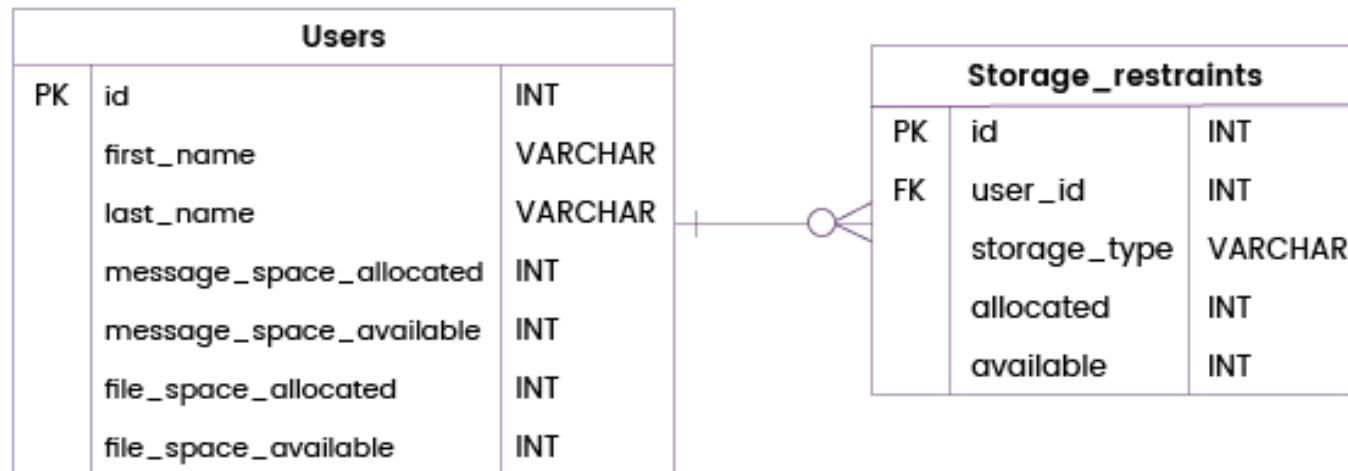 Users
PK id INT
first_name VARCHAR
last_name VARCHAR
message_space_allocated INT
message_space_available INT
file_space_allocated INT
file_space_available INT
Storage_restraints
PK id INT
FK user_id INT
storage_type VARCHAR
allocated INT
available INT